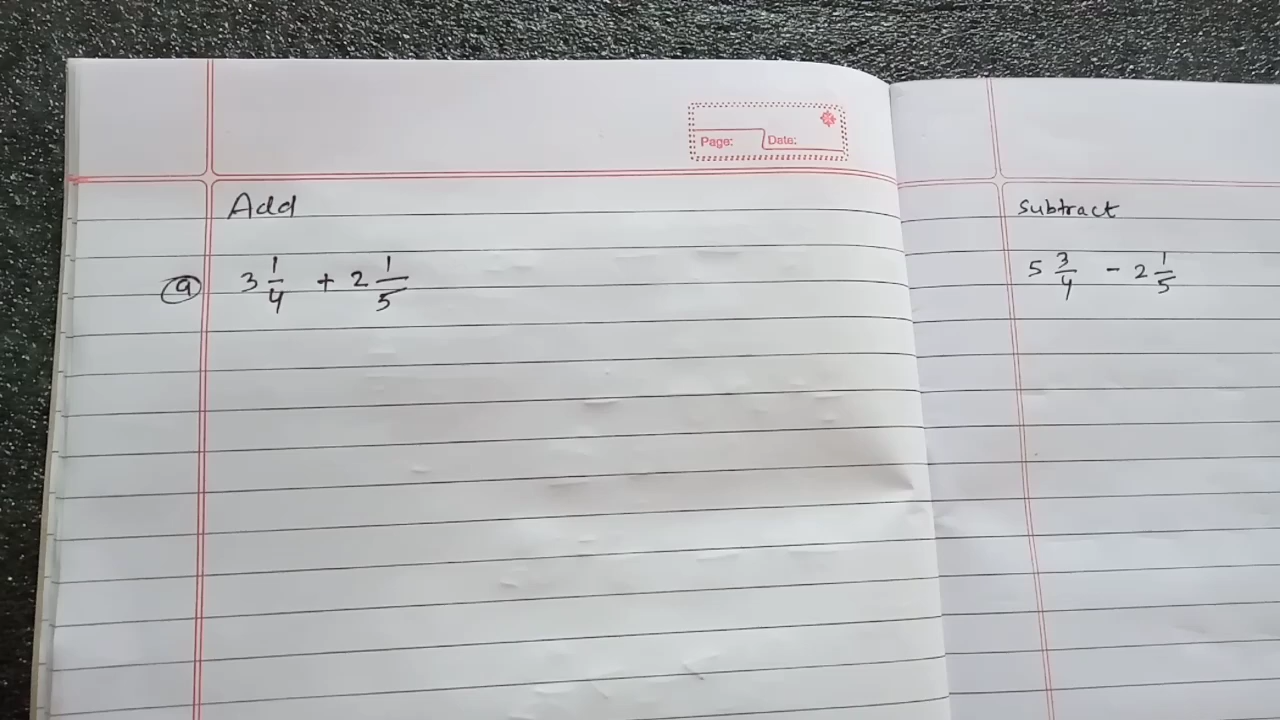 Page: Date:
Add
ⓐ 3 1/4 + 2 1/5
subtract
5 3/4 - 2 1/5